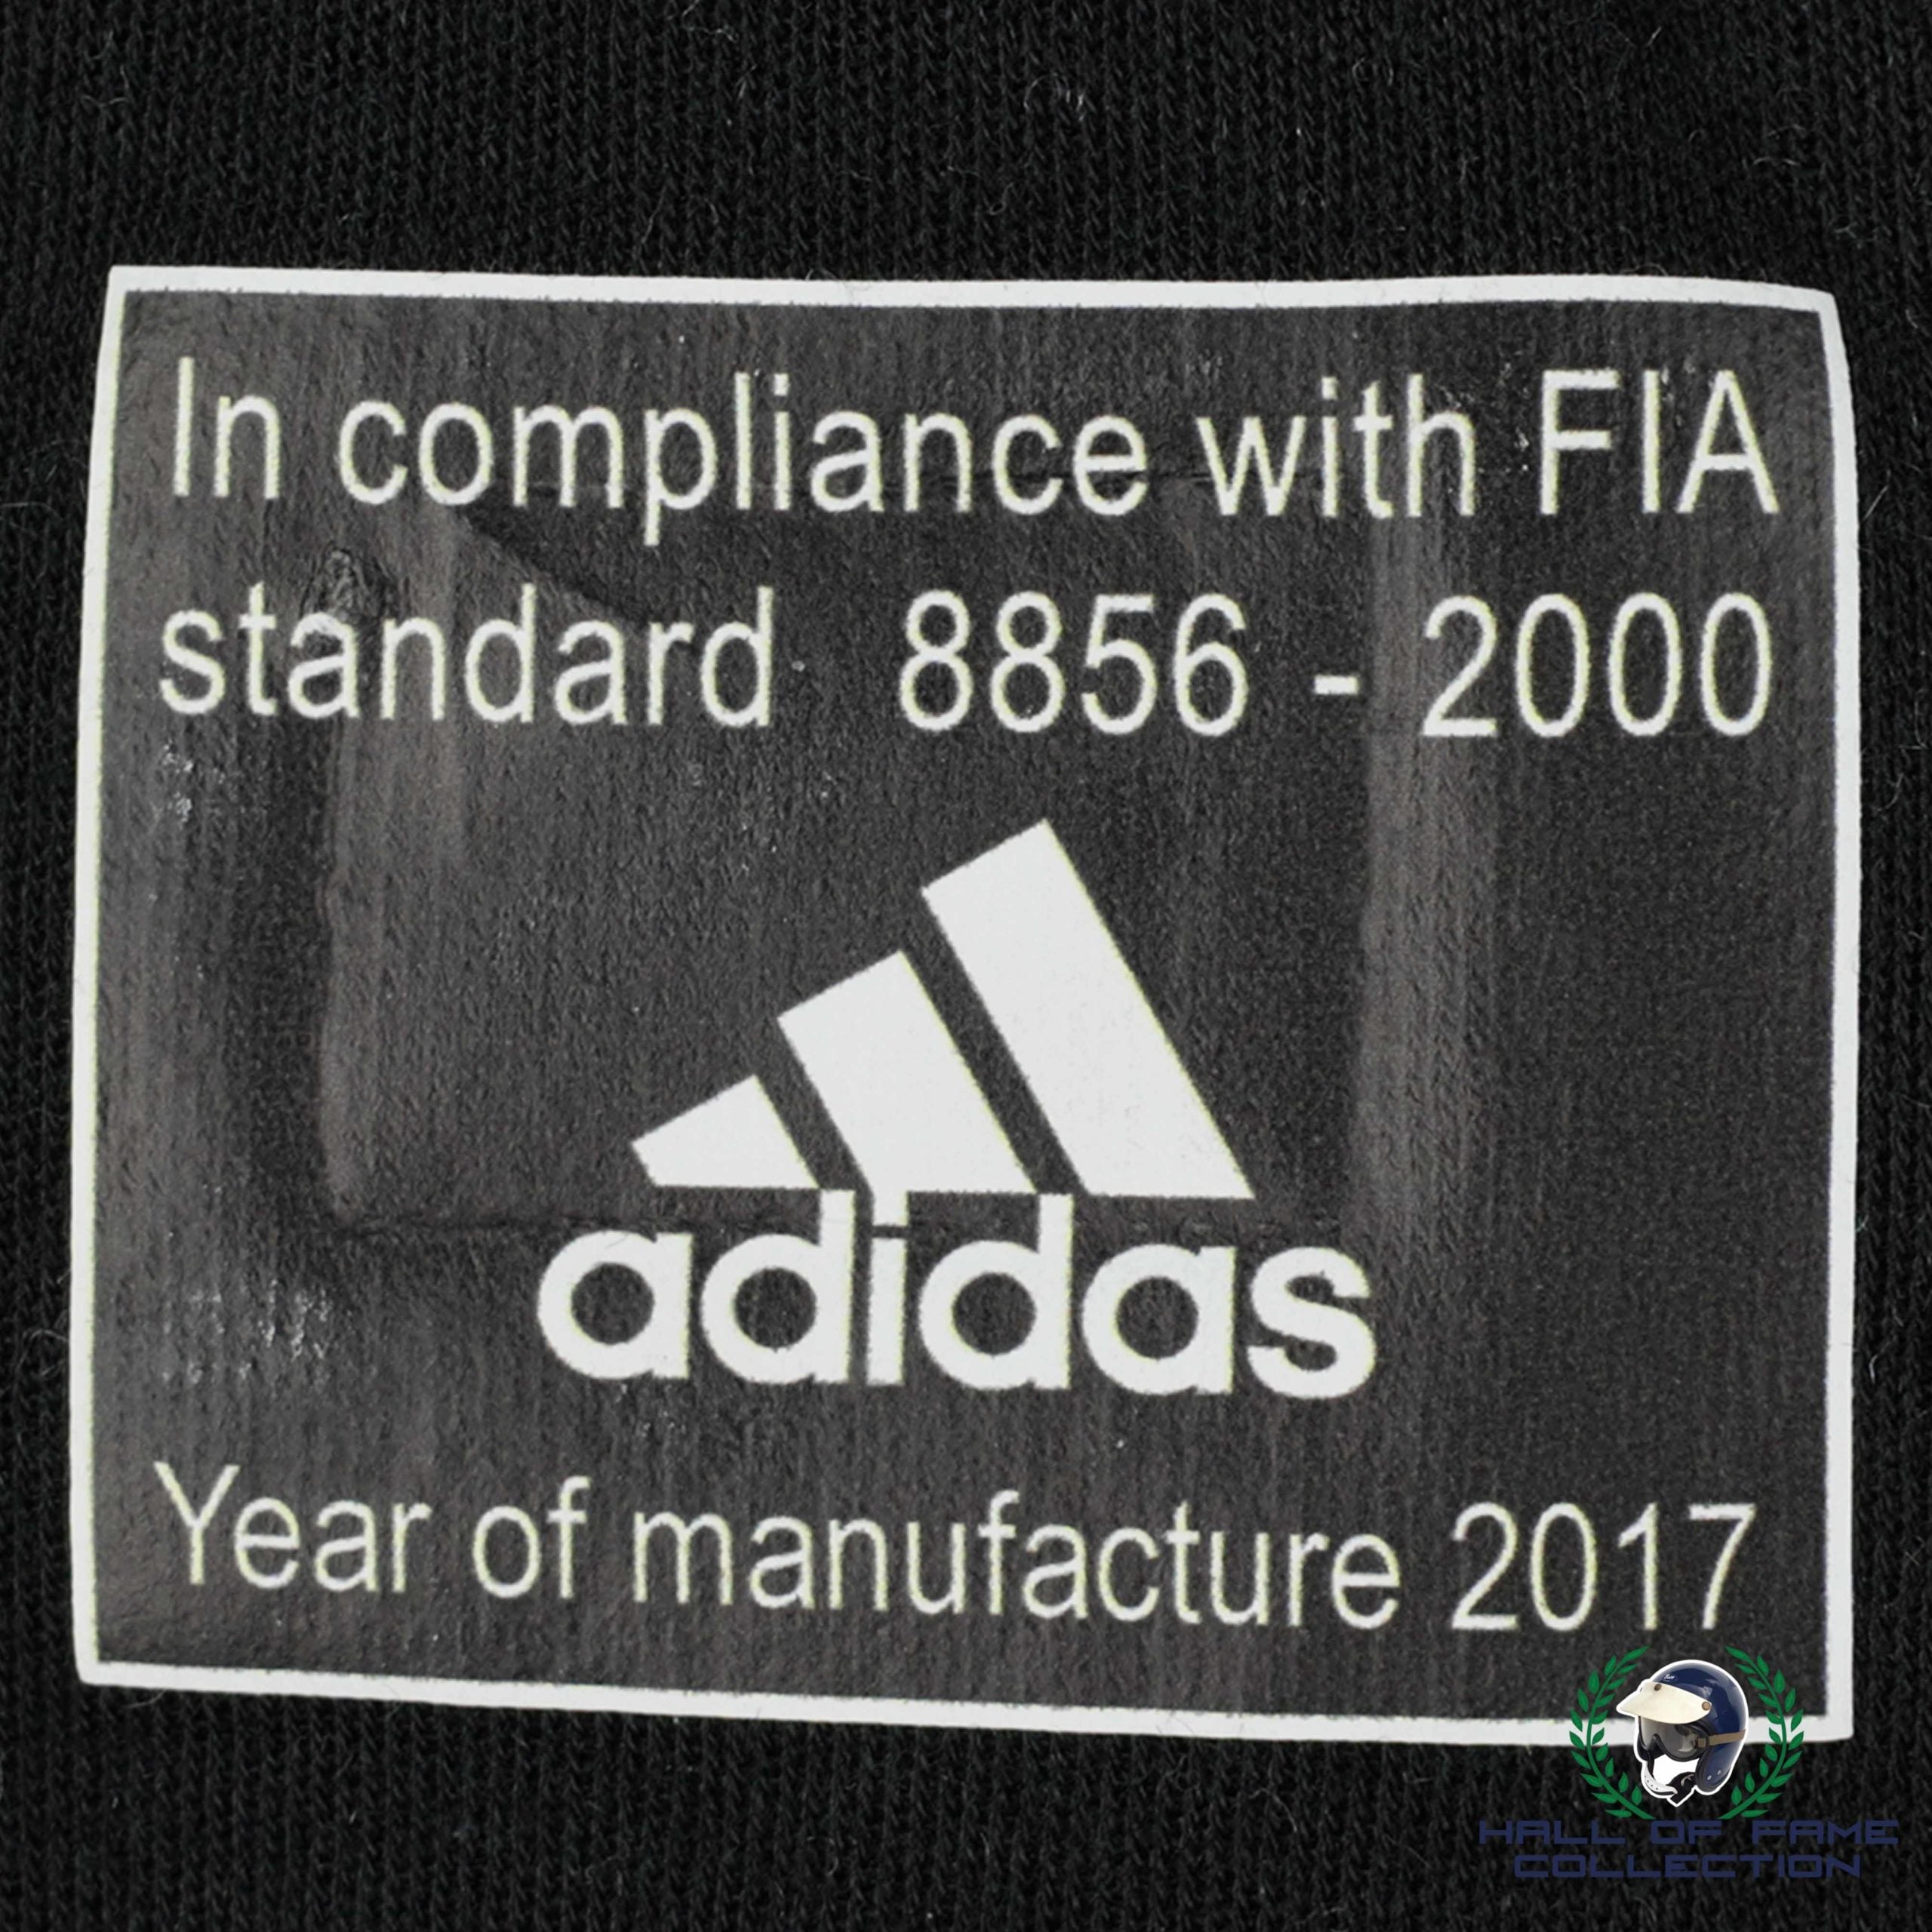 In compliance with FIA
standard 8856 - 2000
adidas
Year of manufacture 2017
HALL OF FAME
COLLECTION